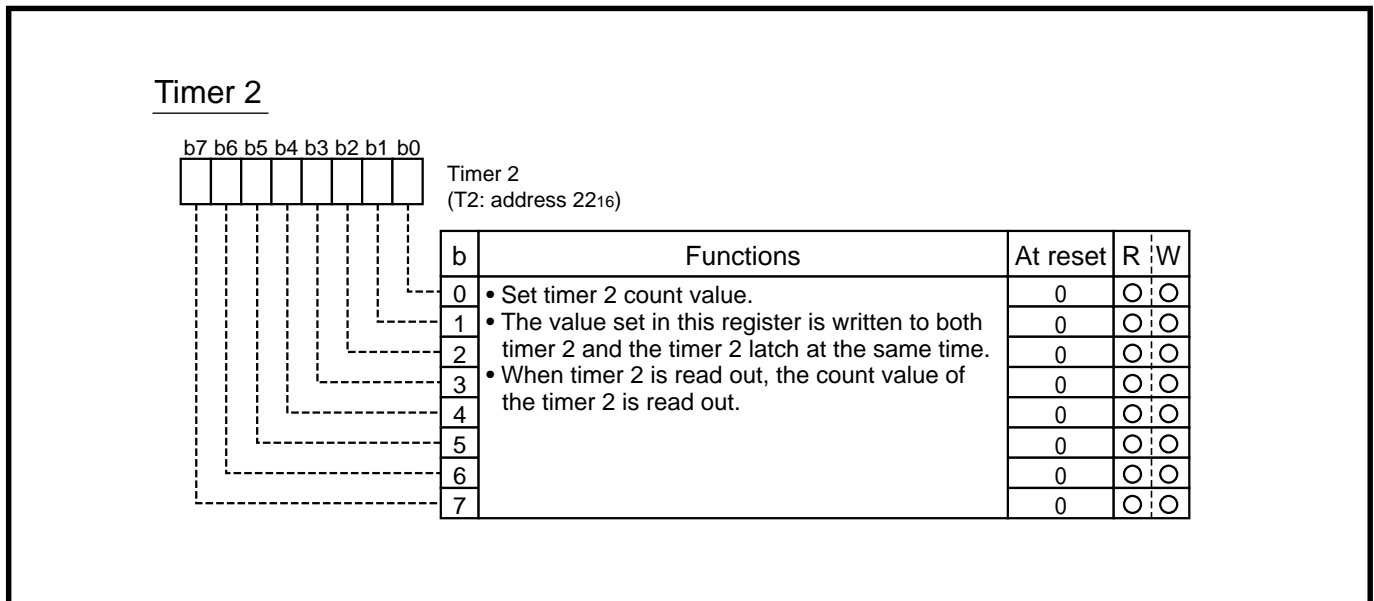 Timer 2
b7 b6 b5 b4 b3 b2 b1 b0
Timer 2
(T2: address 2216)
b Functions At reset R W
0 • Set timer 2 count value. 0 O O
1 • The value set in this register is written to both 0 O O
2 timer 2 and the timer 2 latch at the same time. 0 O O
3 • When timer 2 is read out, the count value of 0 O O
4 the timer 2 is read out. 0 O O
5 0 O O
6 0 O O
7 0 O O